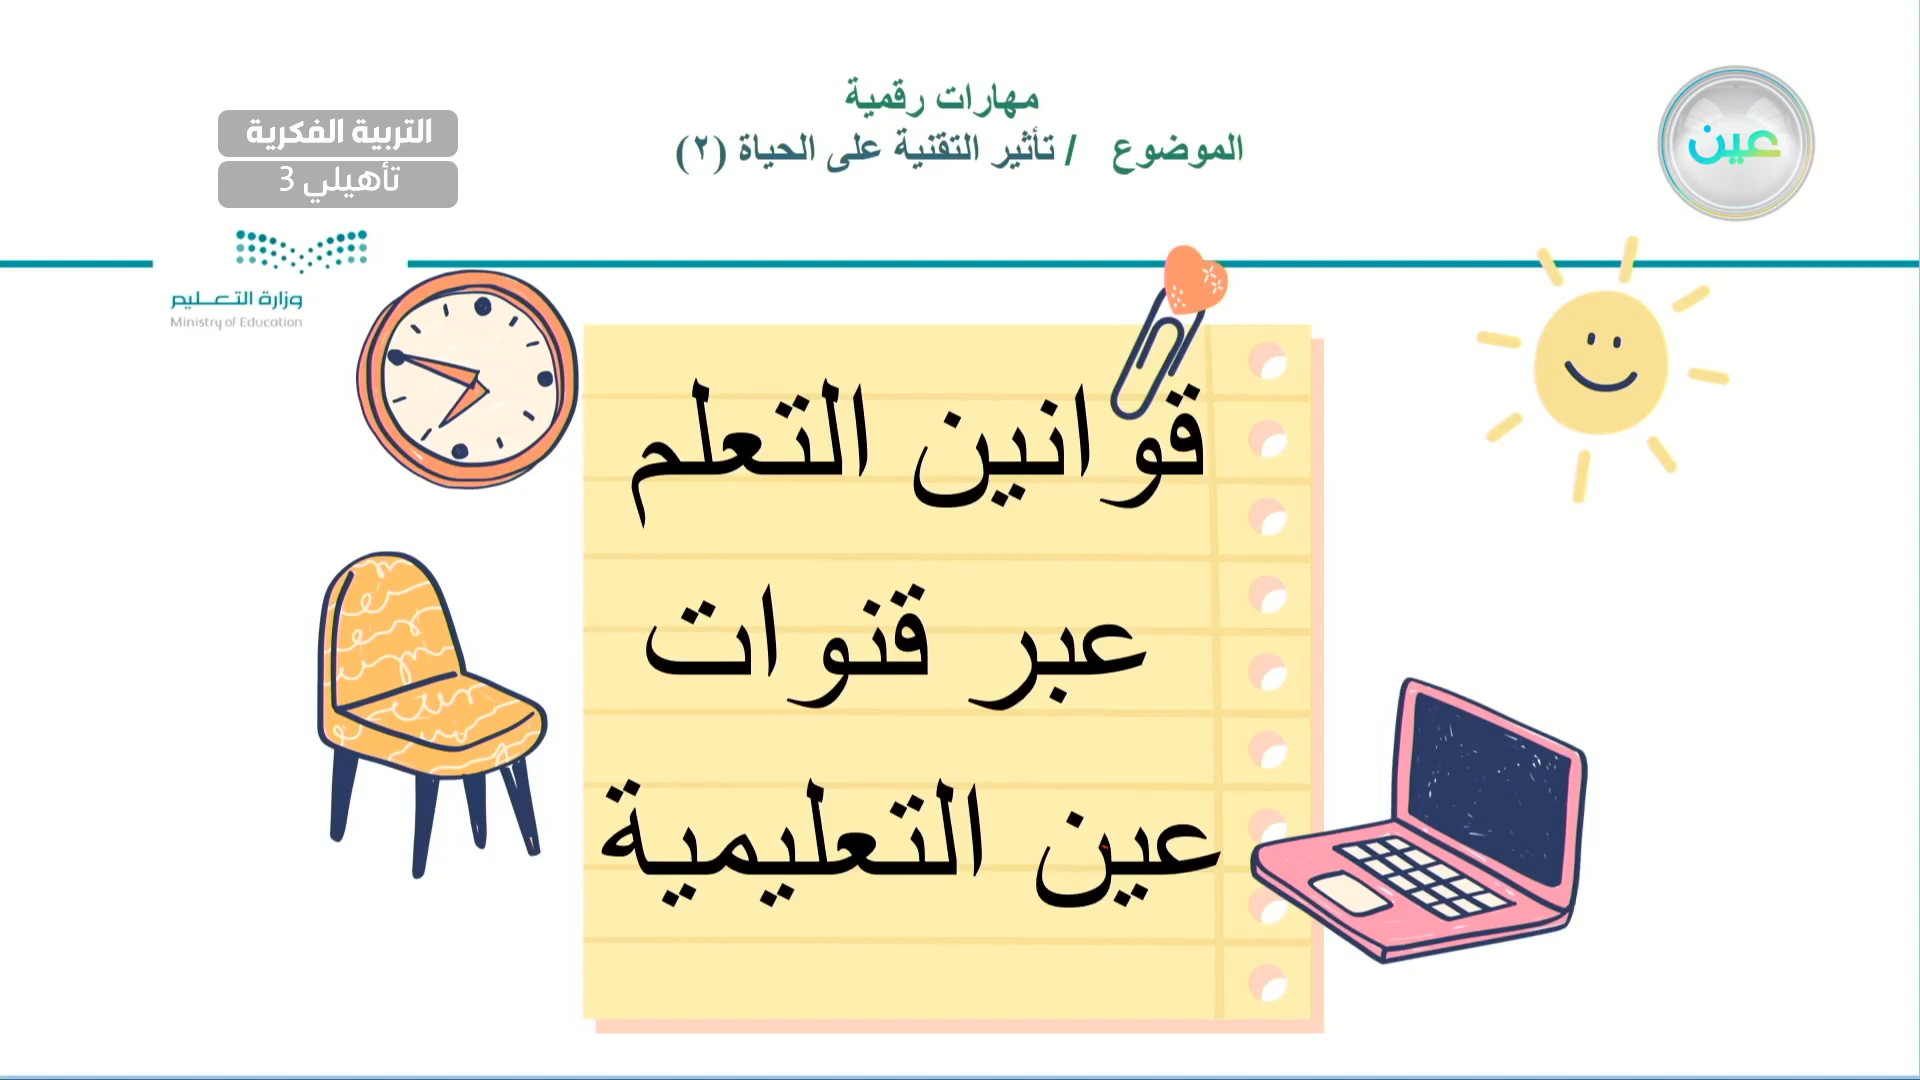 مهارات رقمية
الموضوع / تأثير التقنية على الحياة (٢)
عين
التربية الفكرية
تأهيلي 3
وزارة التعليم
Ministry of Education
قوانين التعلم
عبر قنوات
عين التعليمية